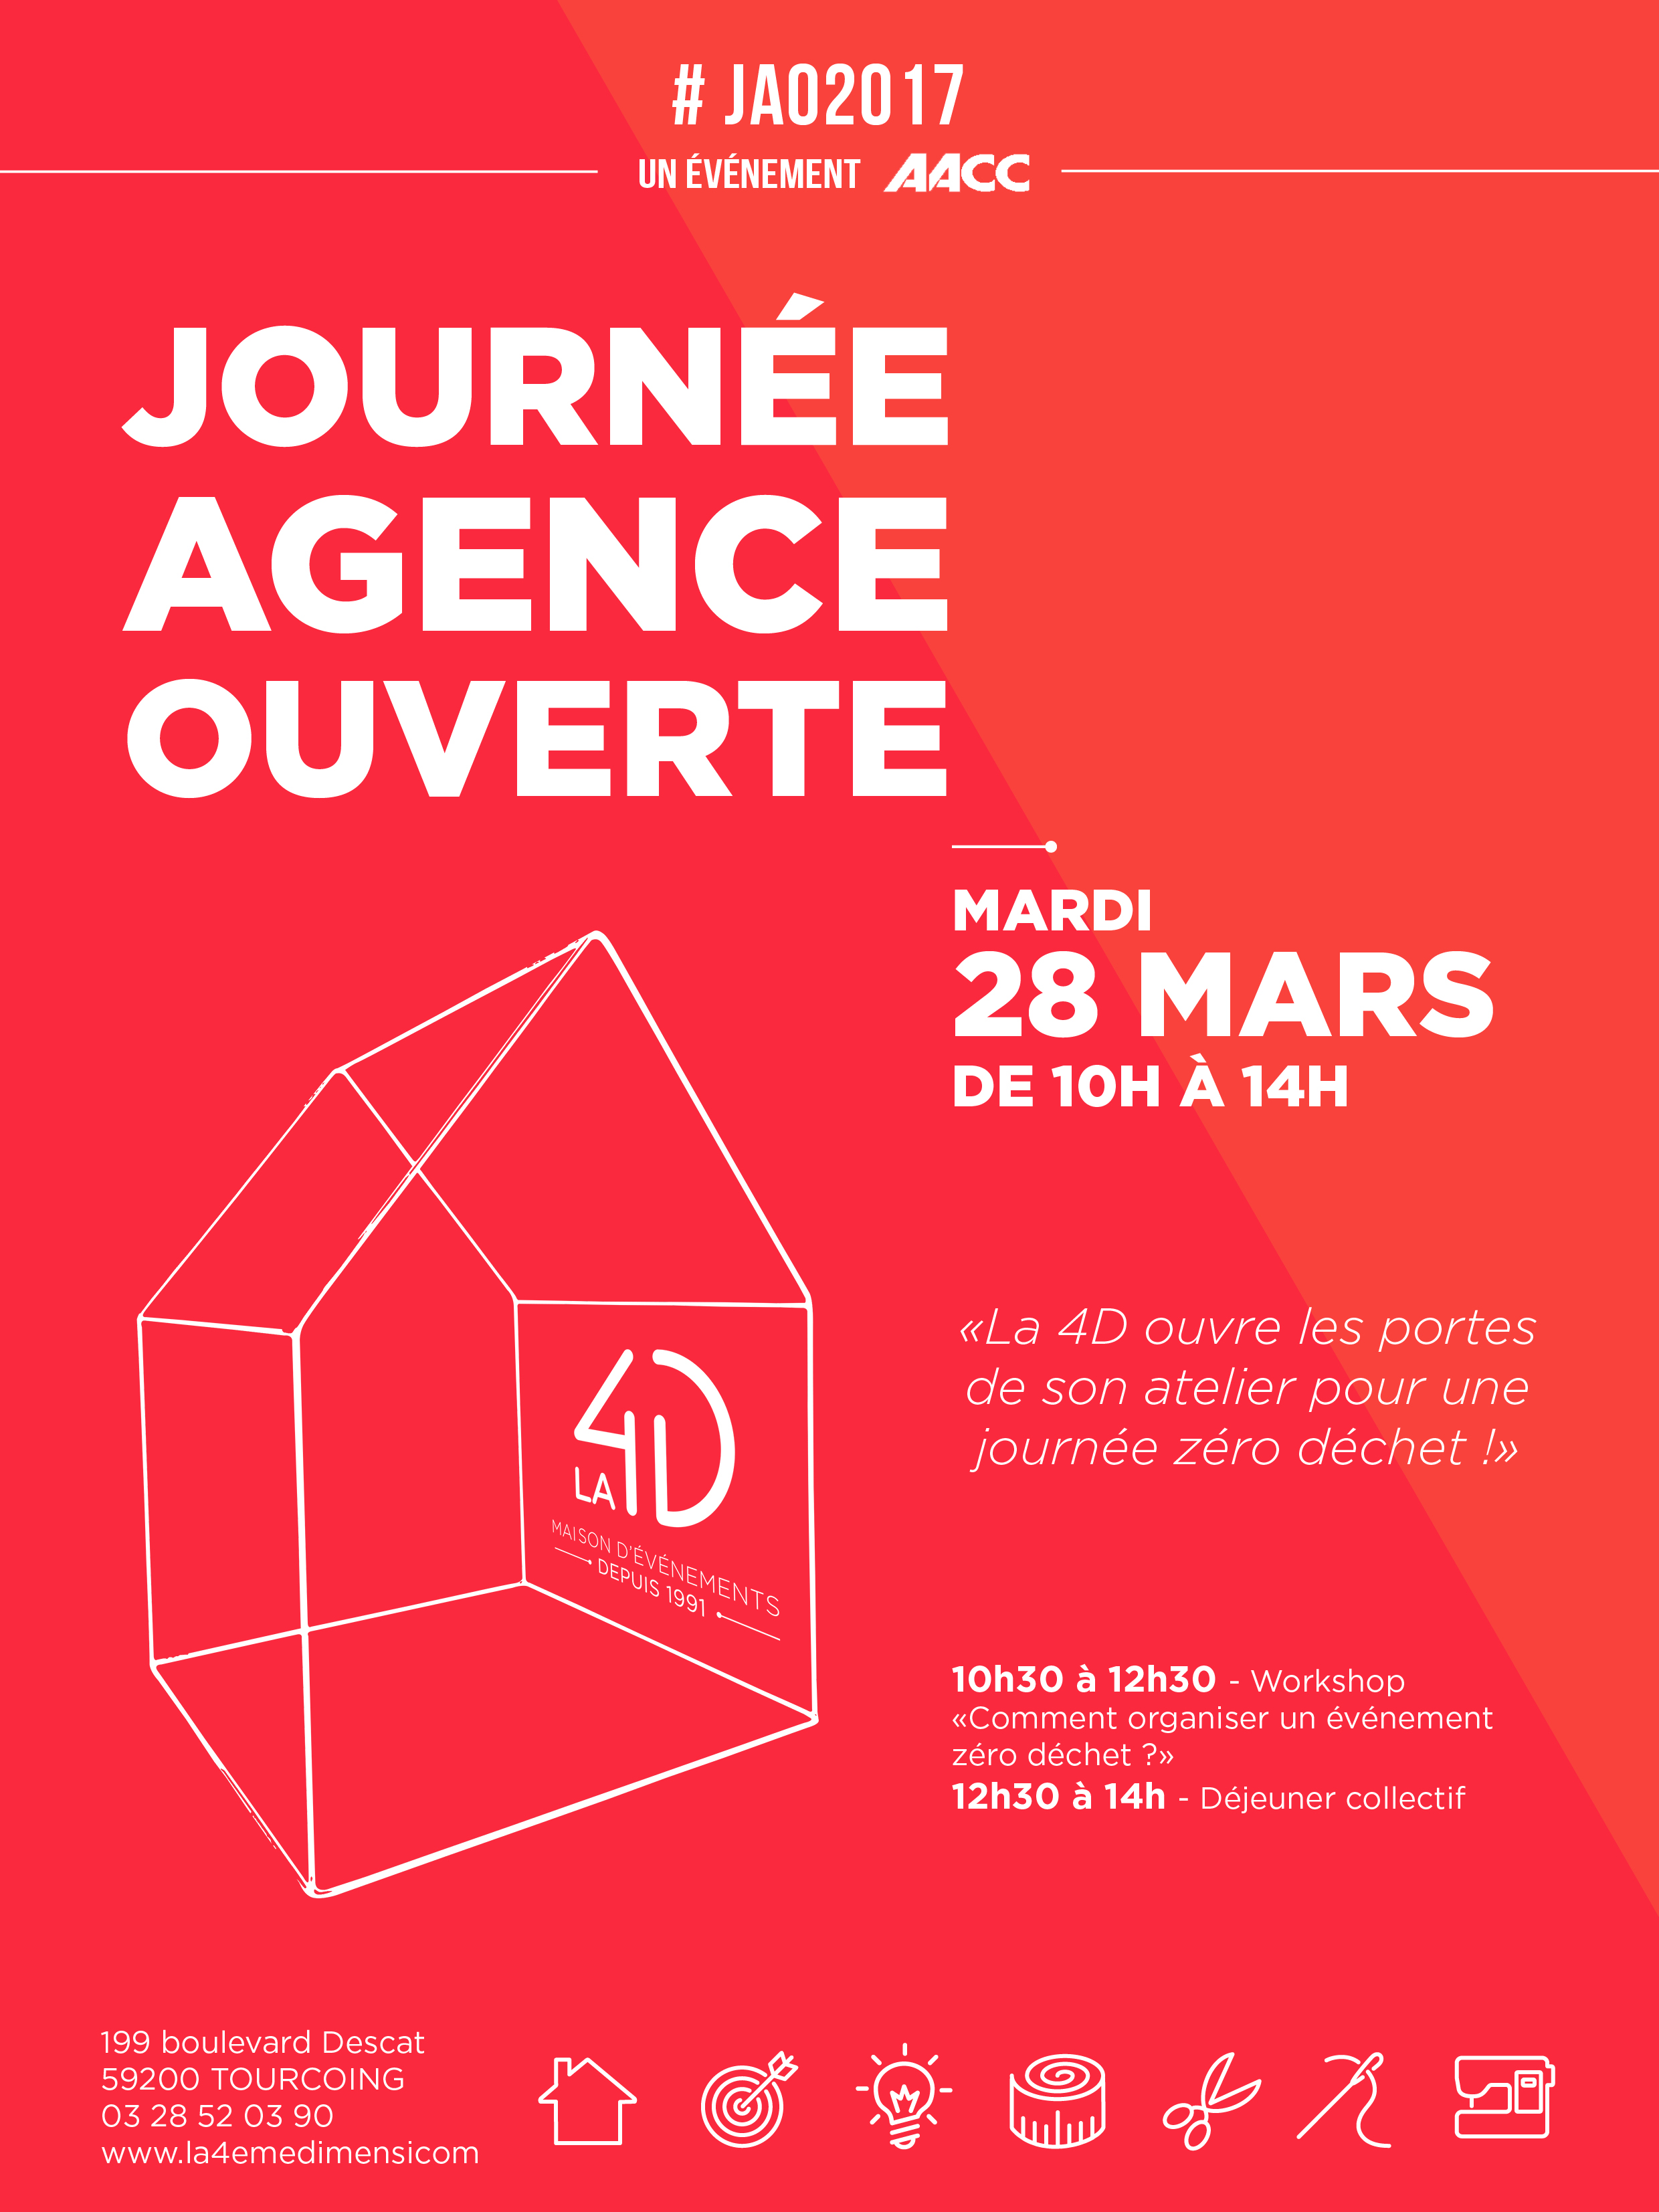 # JAO2017
UN ÉVÉNEMENT AACC
JOURNÉE
AGENCE
OUVERTE
MARDI
28 MARS
DE 10H À 14H
«La 4D ouvre les portes
de son atelier pour une
journée zéro déchet !»
LA 4D
MAISON D'ÉVÉNEMENTS
DEPUIS 1991
10h30 à 12h30 - Workshop
«Comment organiser un événement
zéro déchet ?»
12h30 à 14h - Déjeuner collectif
199 boulevard Descat
59200 TOURCOING
03 28 52 03 90
www.la4emedimensicom